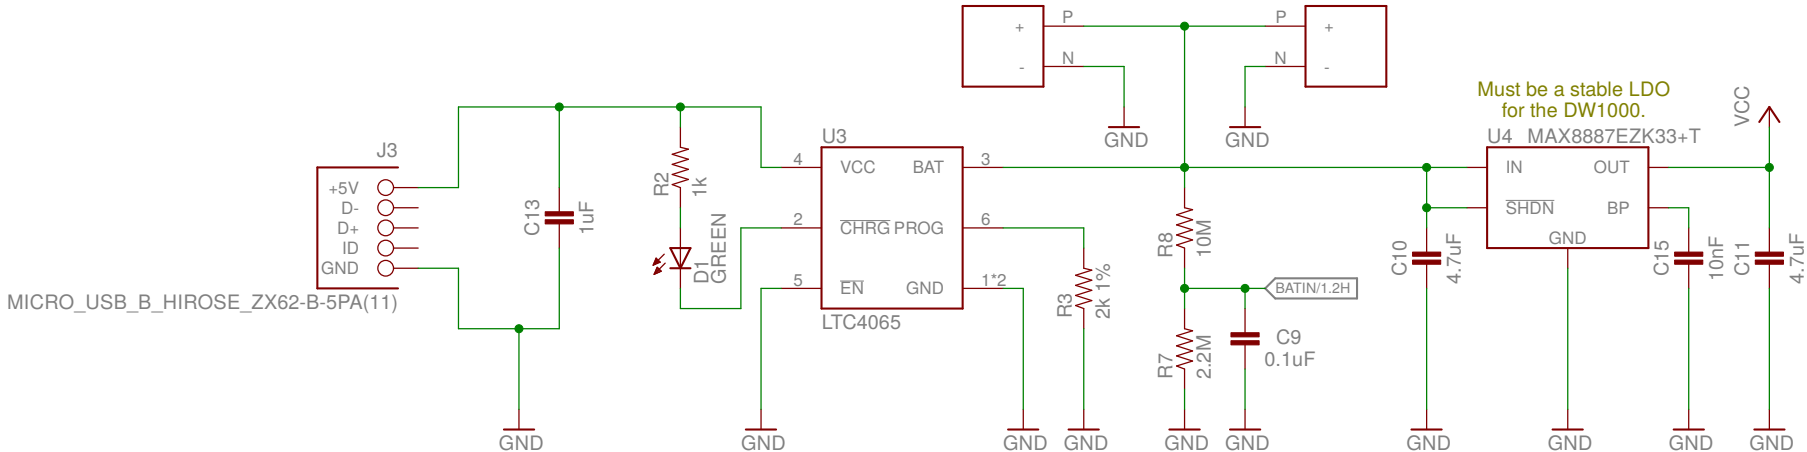 P
+
N
-
GND
P
+
N
-
GND
Must be a stable LDO
for the DW1000.
VCC
J3
+5V
D-
D+
ID
GND
MICRO_USB_B_HIROSE_ZX62-B-5PA(11)
GND
C13
1uF
R2
1k
D1
GREEN
U3
4 VCC BAT 3
2 CHRG PROG 6
5 EN GND 1*2
LTC4065
GND
GND
R3
2k 1%
GND
R8
10M
BATIN/1.2H
R7
2.2M
GND
C9
0.1uF
GND
C10
4.7uF
GND
U4 MAX8887EZK33+T
IN OUT
SHDN BP
GND
GND
C15
10nF
GND
C11
4.7uF
GND